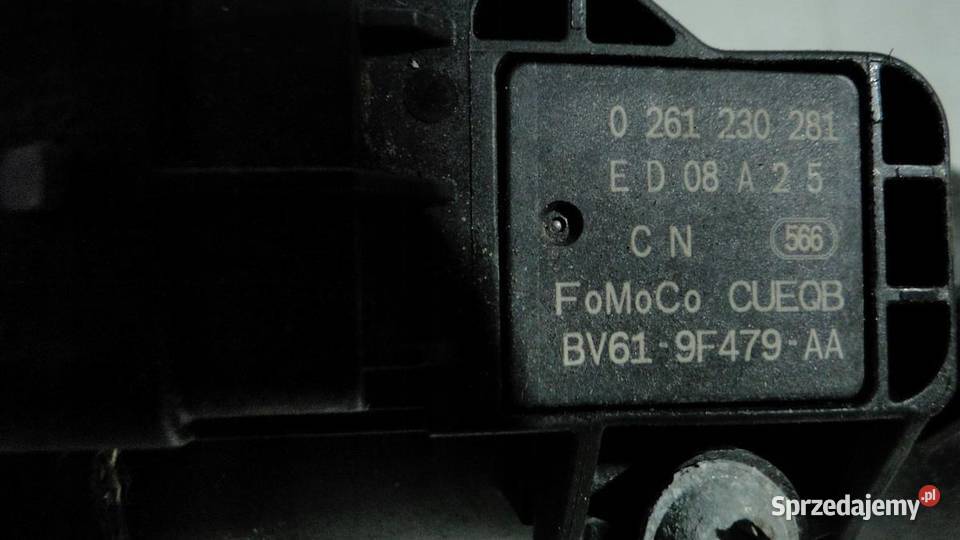 0 261 230 281
E D 08 A 2 5
C N 566
FoMoCo CUEQB
BV61-9F479-AA
Sprzedajemy.pl